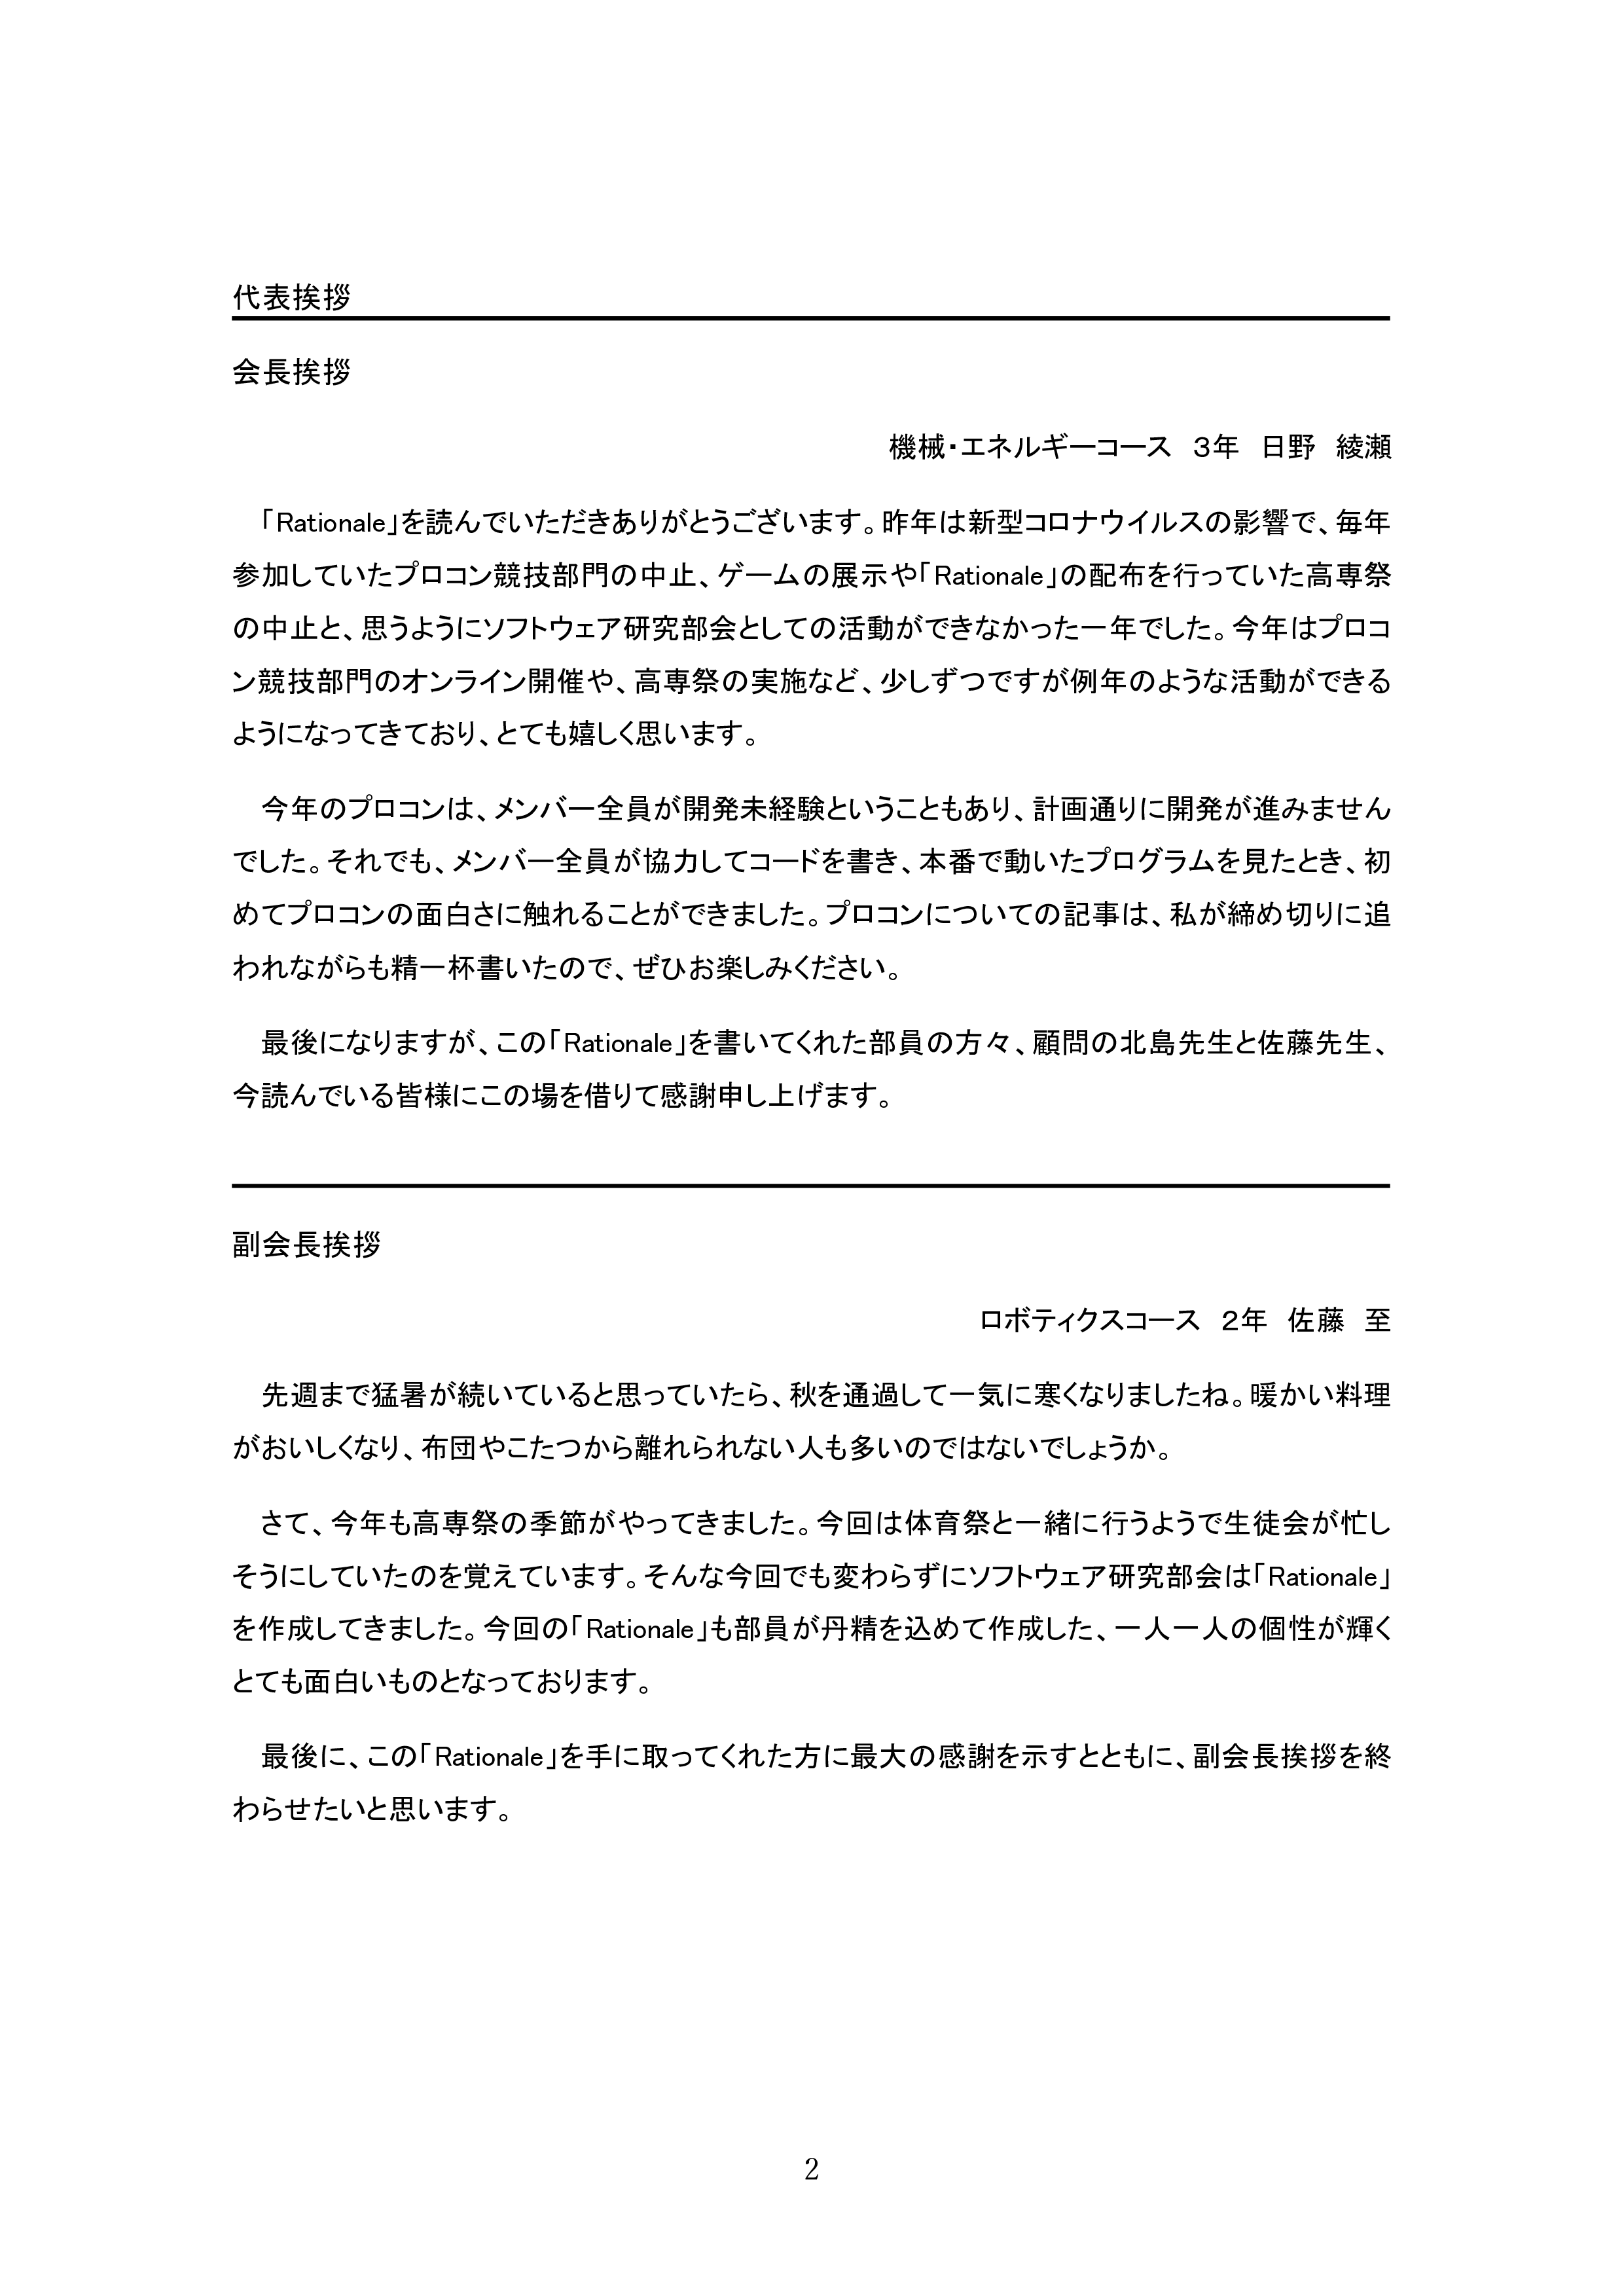 代表挨拶
会長挨拶
機械・エネルギーコース　3年　日野　綾瀬
「Rationale」を読んでいただきありがとうございます。昨年は新型コロナウイルスの影響で、毎年
参加していたプロコン競技部門の中止、ゲームの展示や「Rationale」の配布を行っていた高専祭
の中止と、思うようにソフトウェア研究部会としての活動ができなかった一年でした。今年はプロコ
ン競技部門のオンライン開催や、高専祭の実施など、少しずつですが例年のような活動ができる
ようになってきており、とても嬉しく思います。
今年のプロコンは、メンバー全員が開発未経験ということもあり、計画通りに開発が進みません
でした。それでも、メンバー全員が協力してコードを書き、本番で動いたプログラムを見たとき、初
めてプロコンの面白さに触れることができました。プロコンについての記事は、私が締め切りに追
われながらも精一杯書いたので、ぜひお楽しみください。
最後になりますが、この「Rationale」を書いてくれた部員の方々、顧問の北島先生と佐藤先生、
今読んでいる皆様にこの場を借りて感謝申し上げます。
副会長挨拶
ロボティクスコース　2年　佐藤　至
先週まで猛暑が続いていると思っていたら、秋を通過して一気に寒くなりましたね。暖かい料理
がおいしくなり、布団やこたつから離れられない人も多いのではないでしょうか。
さて、今年も高専祭の季節がやってきました。今回は体育祭と一緒に行うようで生徒会が忙し
そうにしていたのを覚えています。そんな今回でも変わらずにソフトウェア研究部会は「Rationale」
を作成してきました。今回の「Rationale」も部員が丹精を込めて作成した、一人一人の個性が輝く
とても面白いものとなっております。
最後に、この「Rationale」を手に取ってくれた方に最大の感謝を示すとともに、副会長挨拶を終
わらせたいと思います。
2